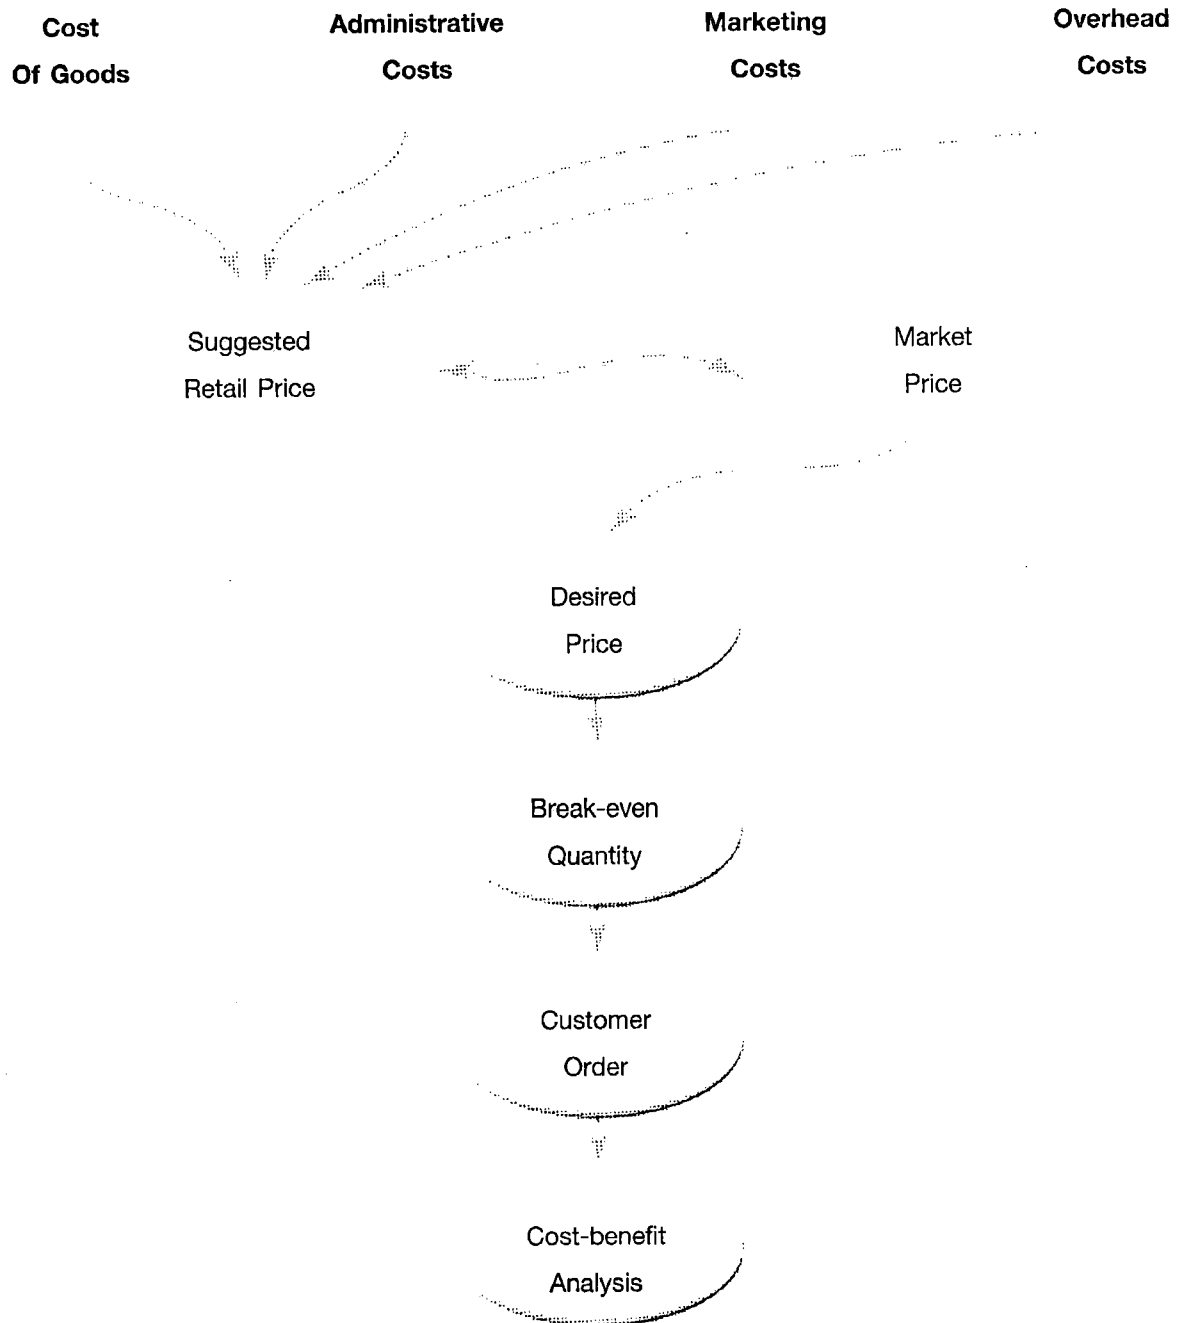 Cost
Of Goods
Administrative
Costs
Marketing
Costs
Overhead
Costs
Suggested
Retail Price
Market
Price
Desired
Price
Break-even
Quantity
Customer
Order
Cost-benefit
Analysis